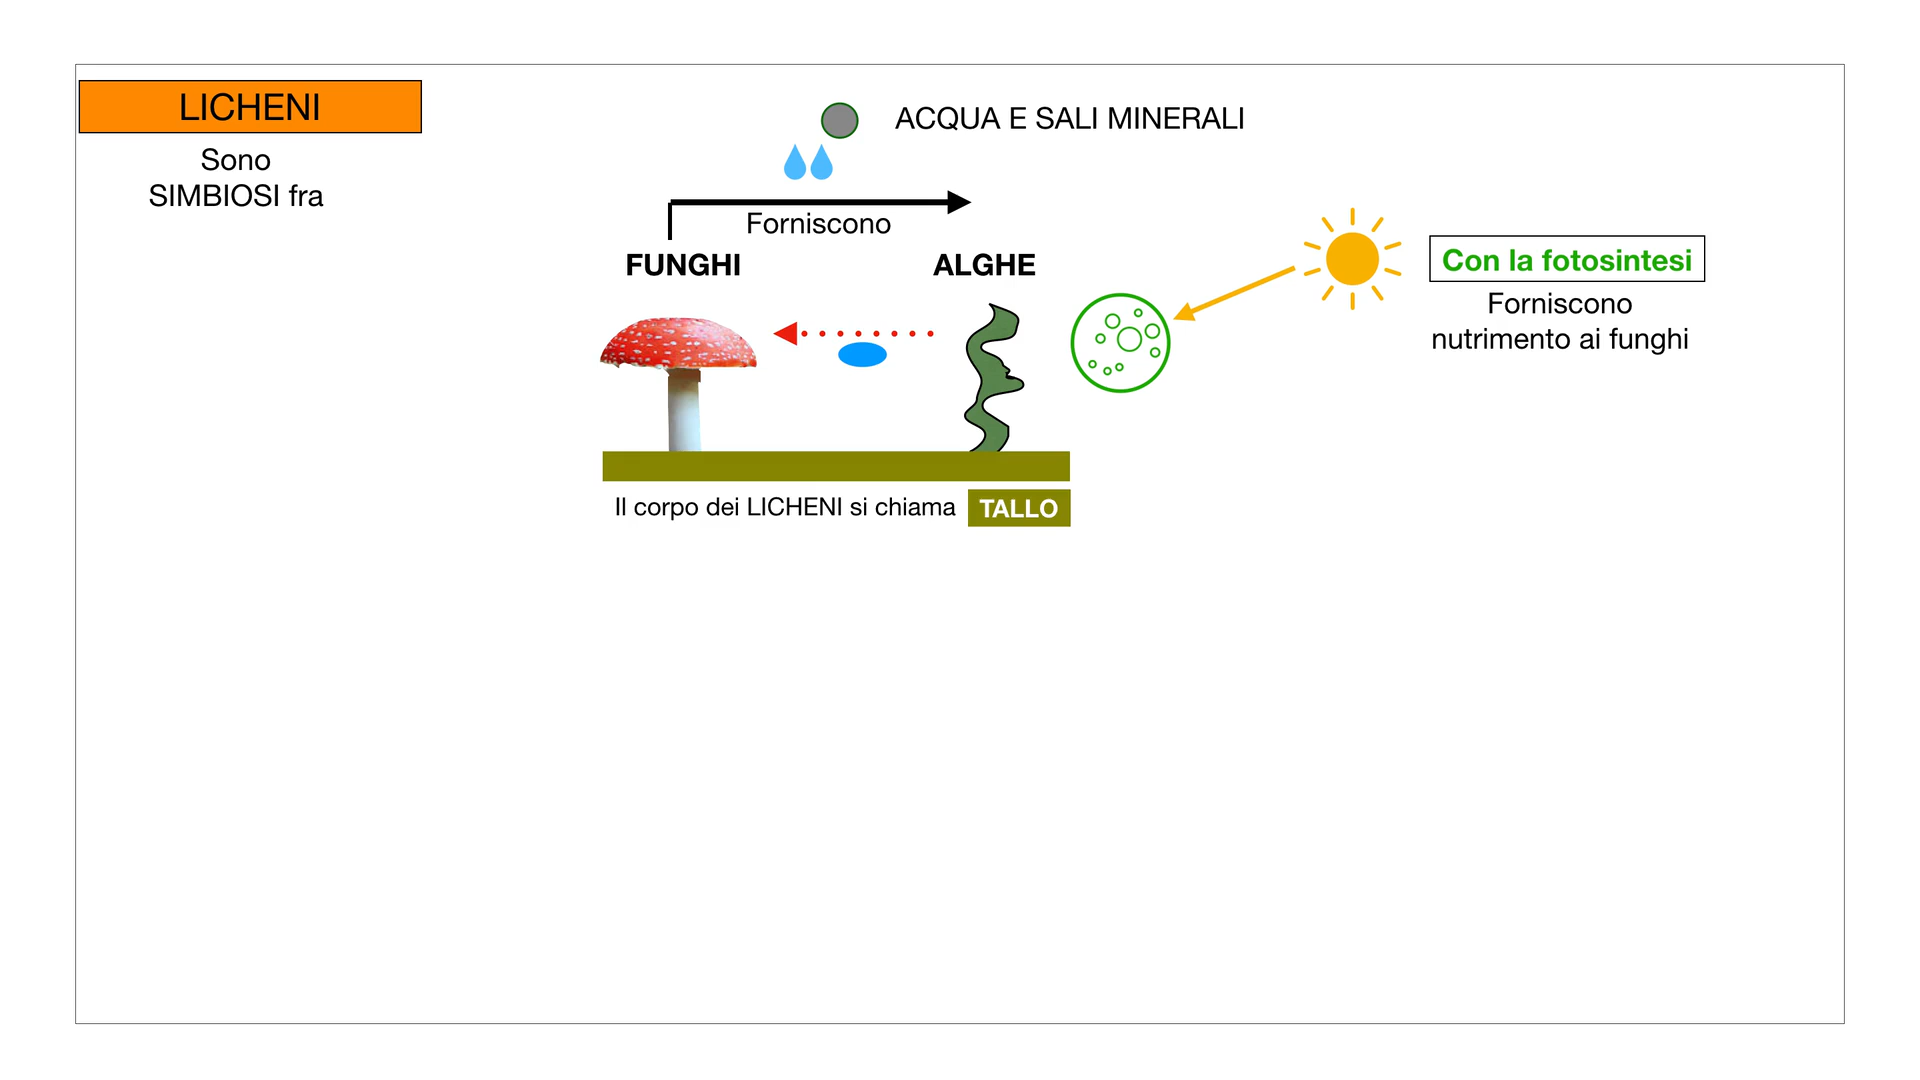 LICHENI
Sono
SIMBIOSI fra
ACQUA E SALI MINERALI
Forniscono
FUNGHI
ALGHE
Con la fotosintesi
Forniscono
nutrimento ai funghi
Il corpo dei LICHENI si chiama TALLO